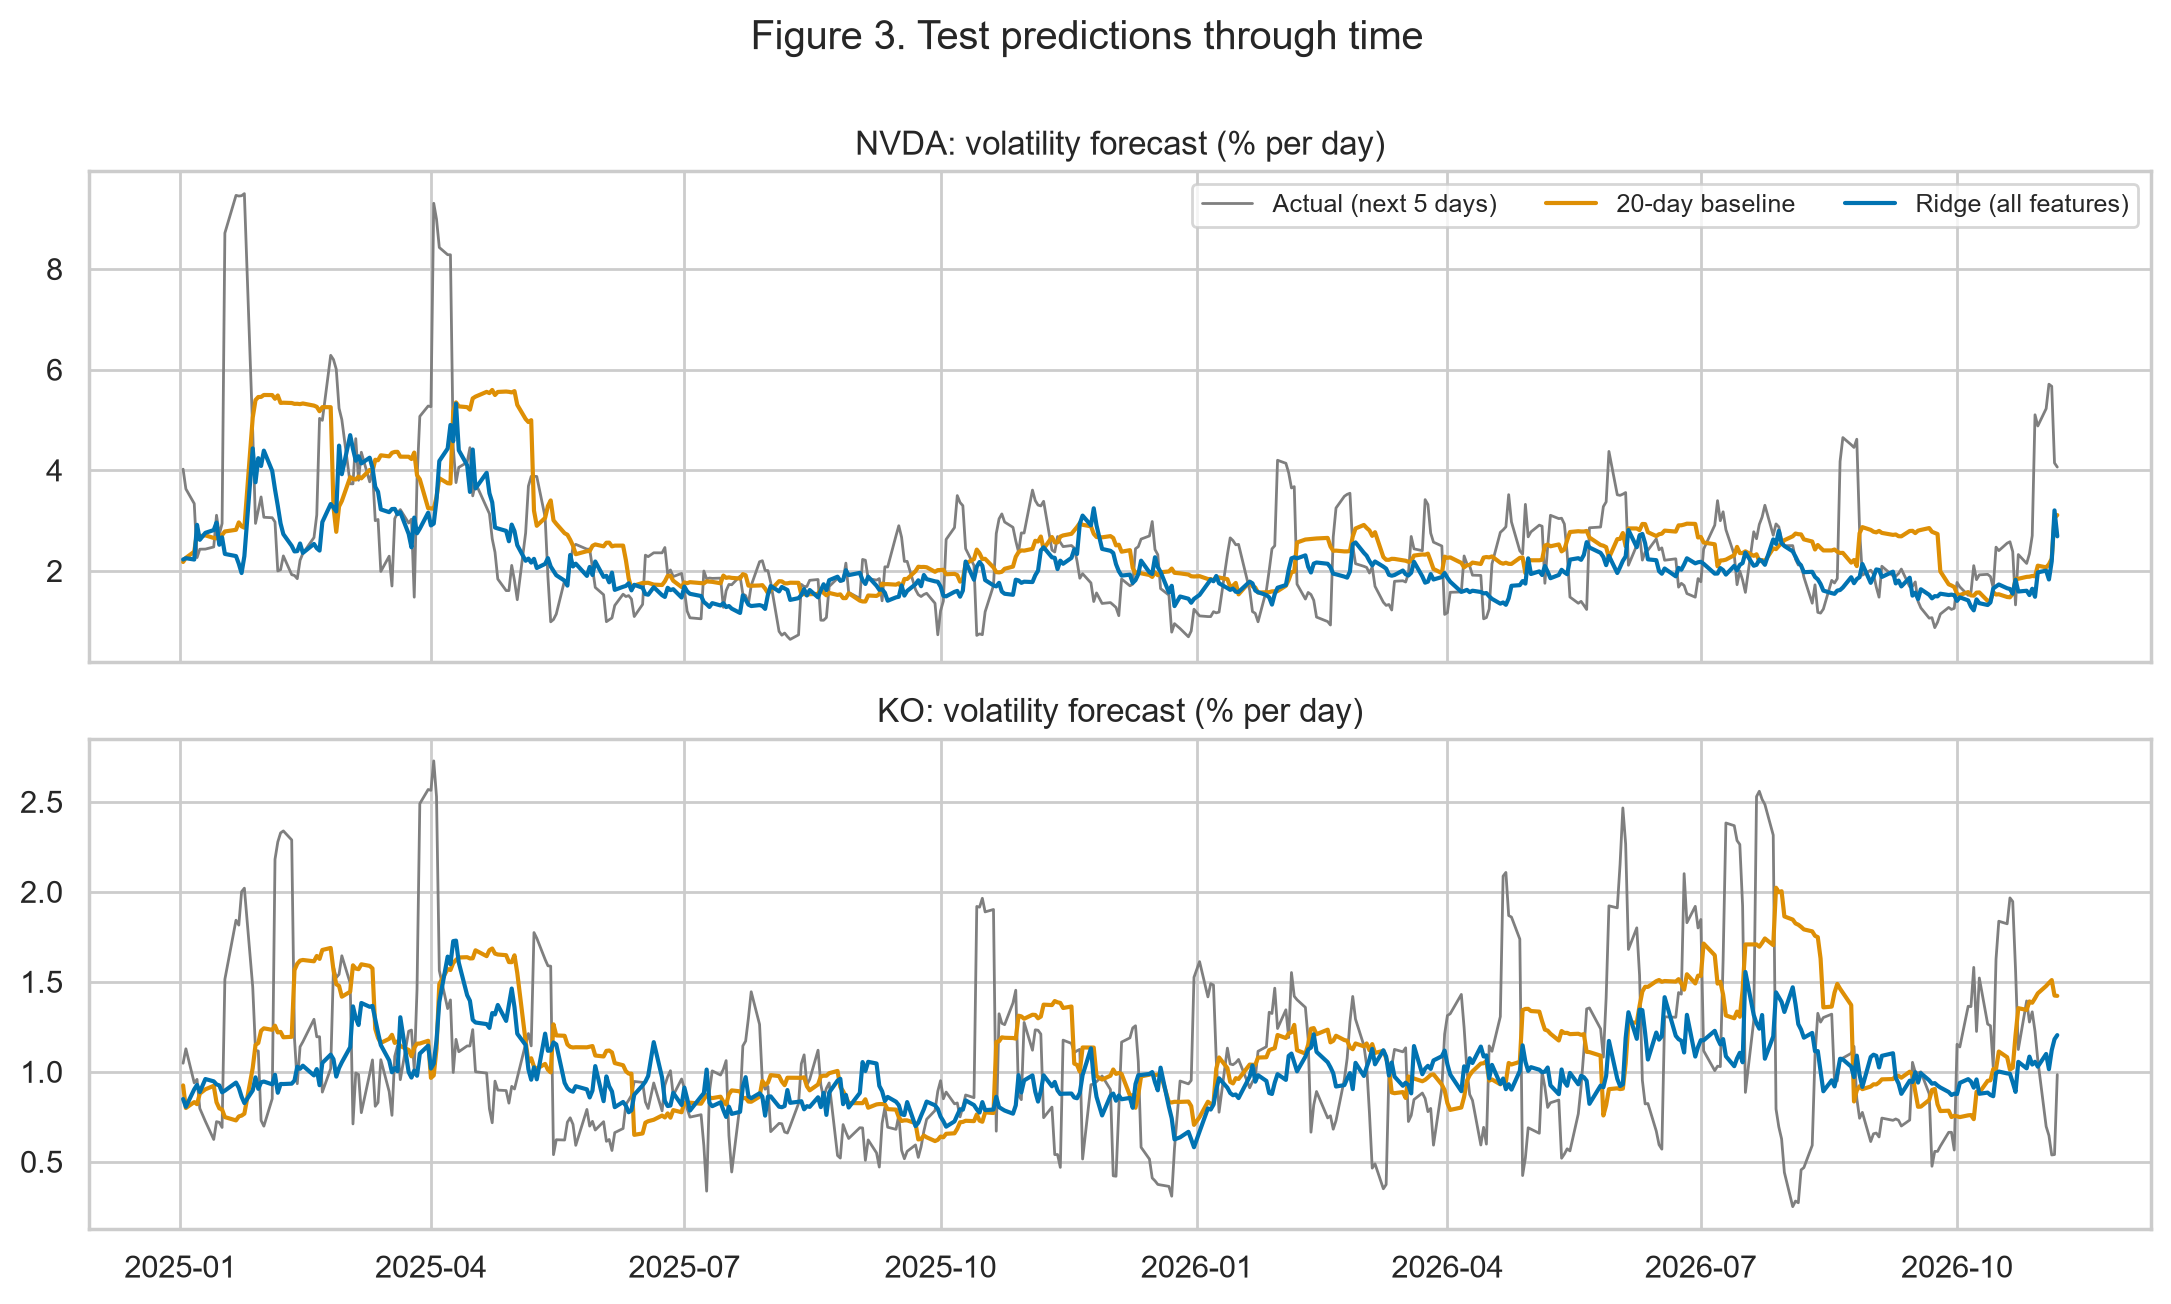 Figure 3. Test predictions through time
NVDA: volatility forecast (% per day)
Actual (next 5 days) 20-day baseline Ridge (all features)
8
6
4
2
KO: volatility forecast (% per day)
2.5
2.0
1.5
1.0
0.5
2025-01 2025-04 2025-07 2025-10 2026-01 2026-04 2026-07 2026-10